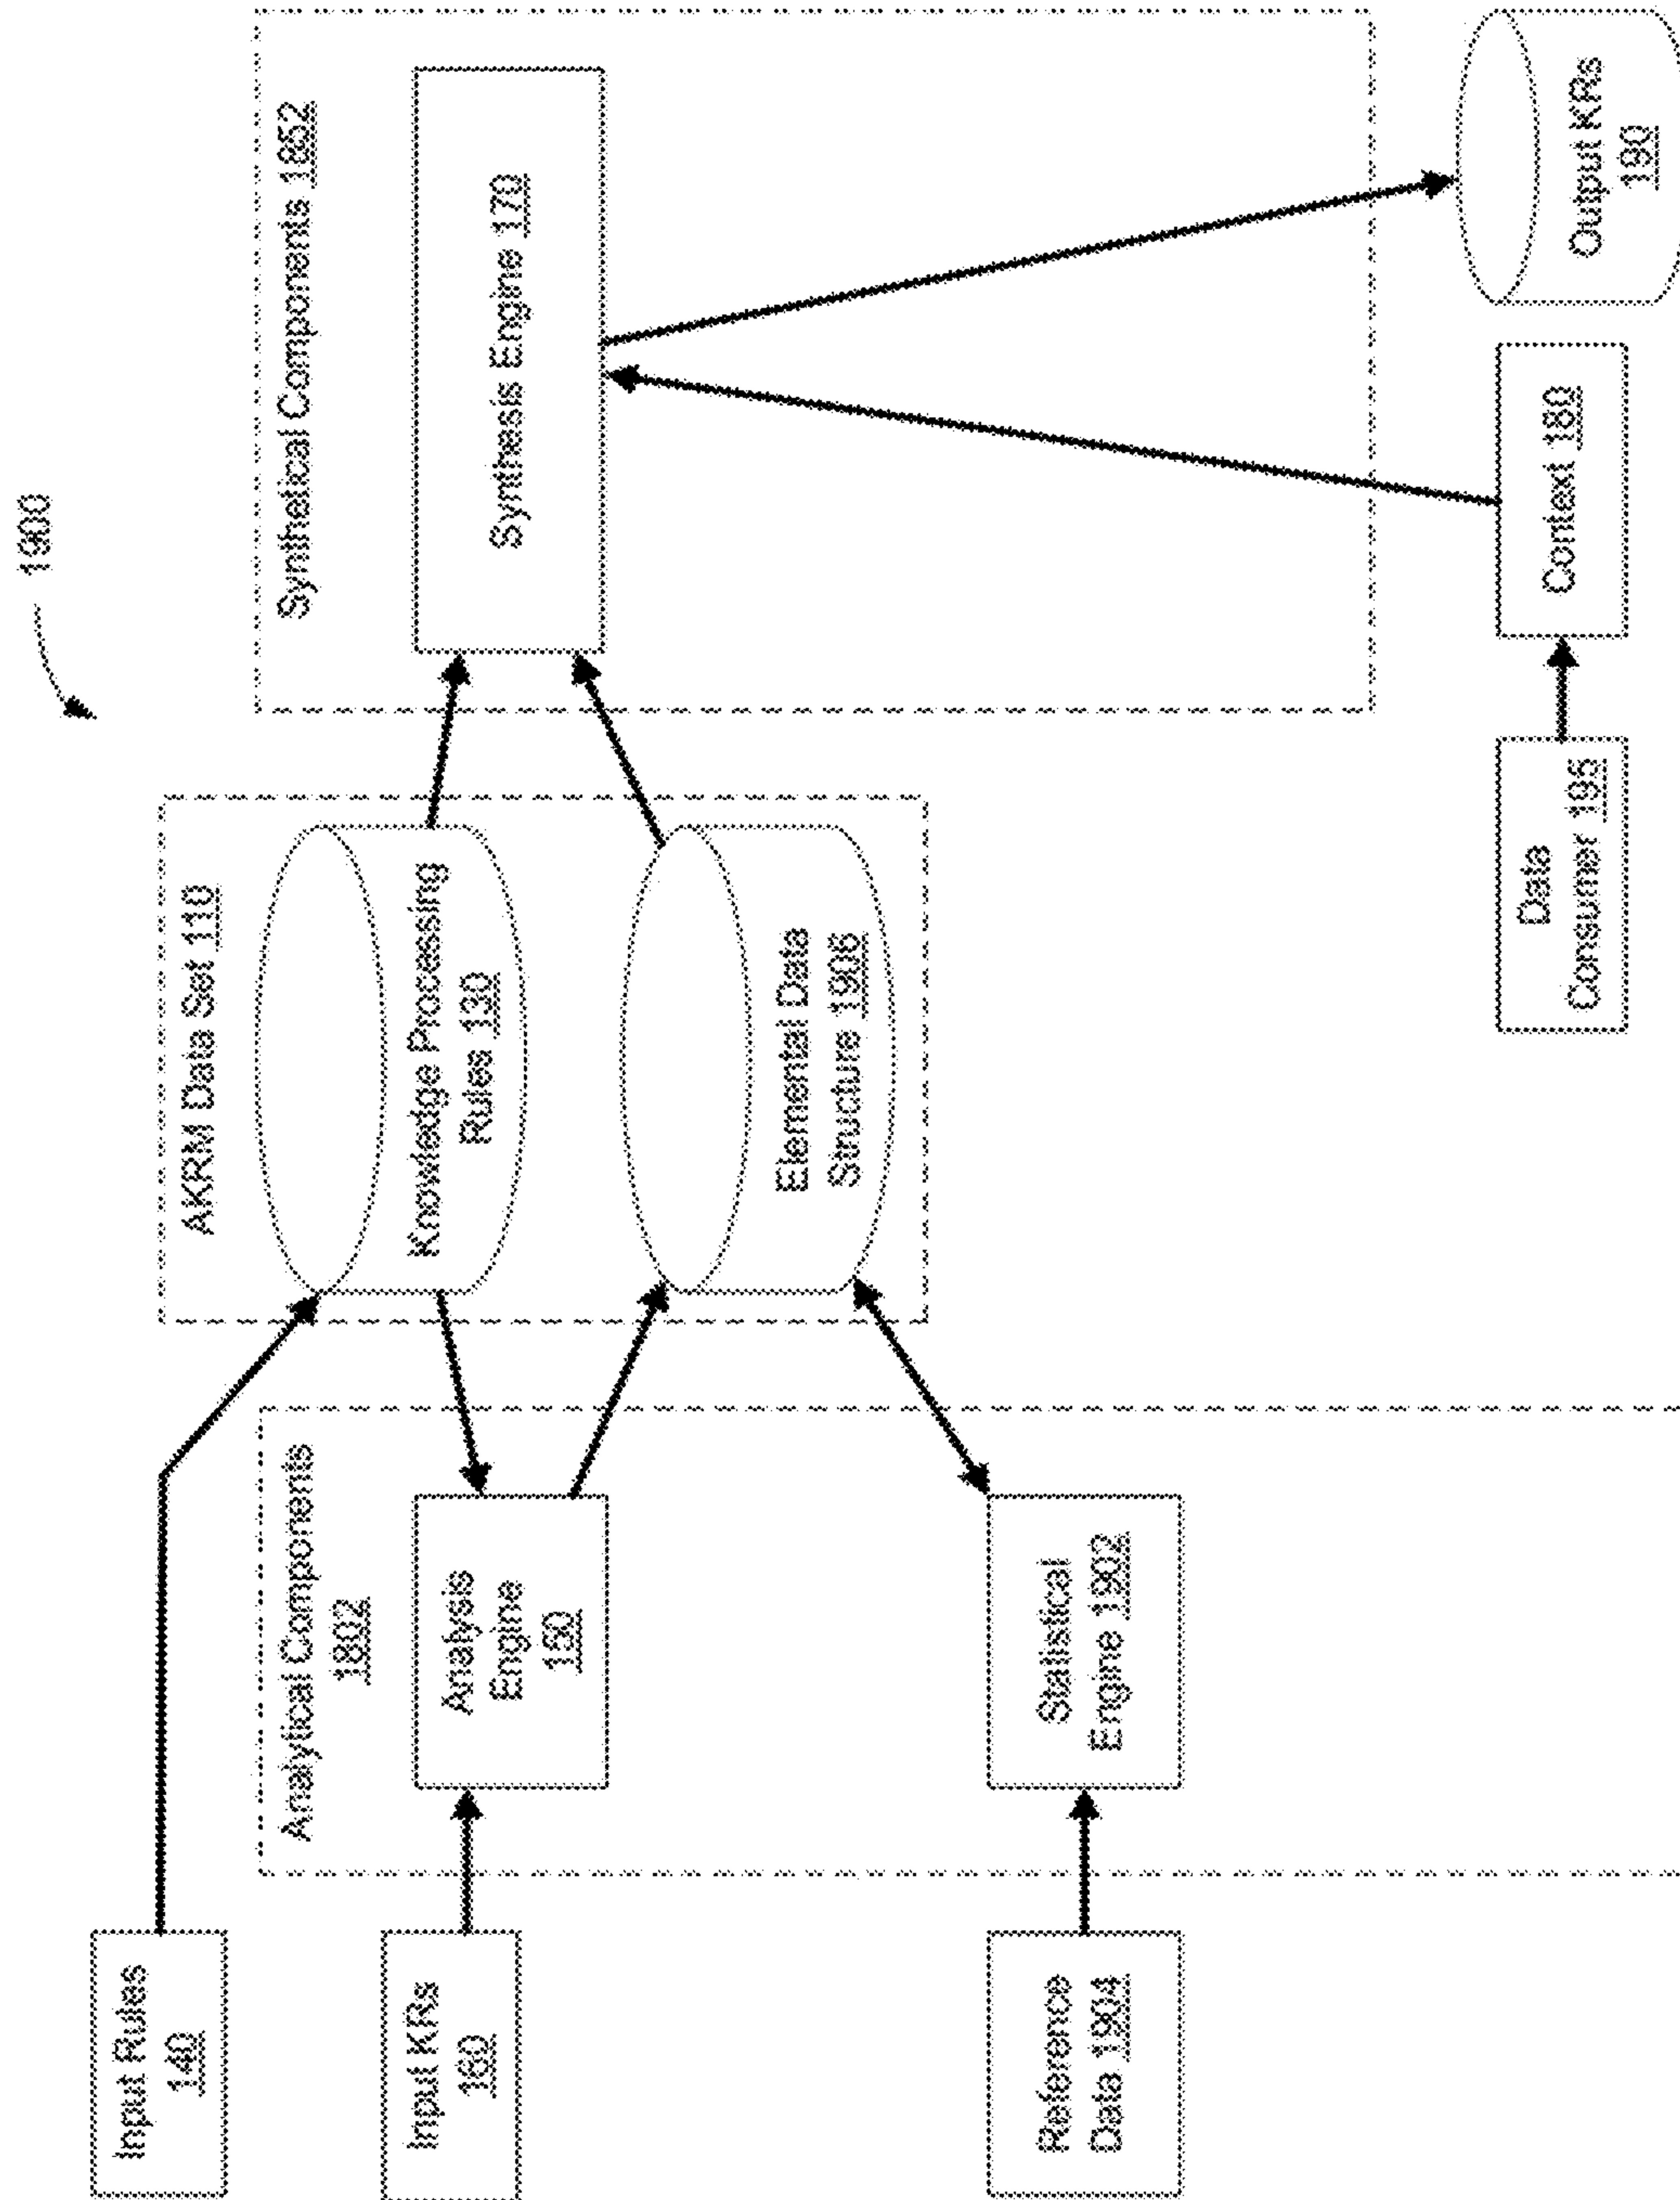 1900
Input Rules
140
Input KRs
160
Reference
Data 1904
Analytical Components
1802
Analysis
Engine
150
Statistical
Engine 1902
AKRM Data Set 110
Knowledge Processing
Rules 130
Elemental Data
Structure 1906
Synthetical Components 1852
Synthesis Engine 170
Data
Consumer 195
Context 180
Output KRs
190